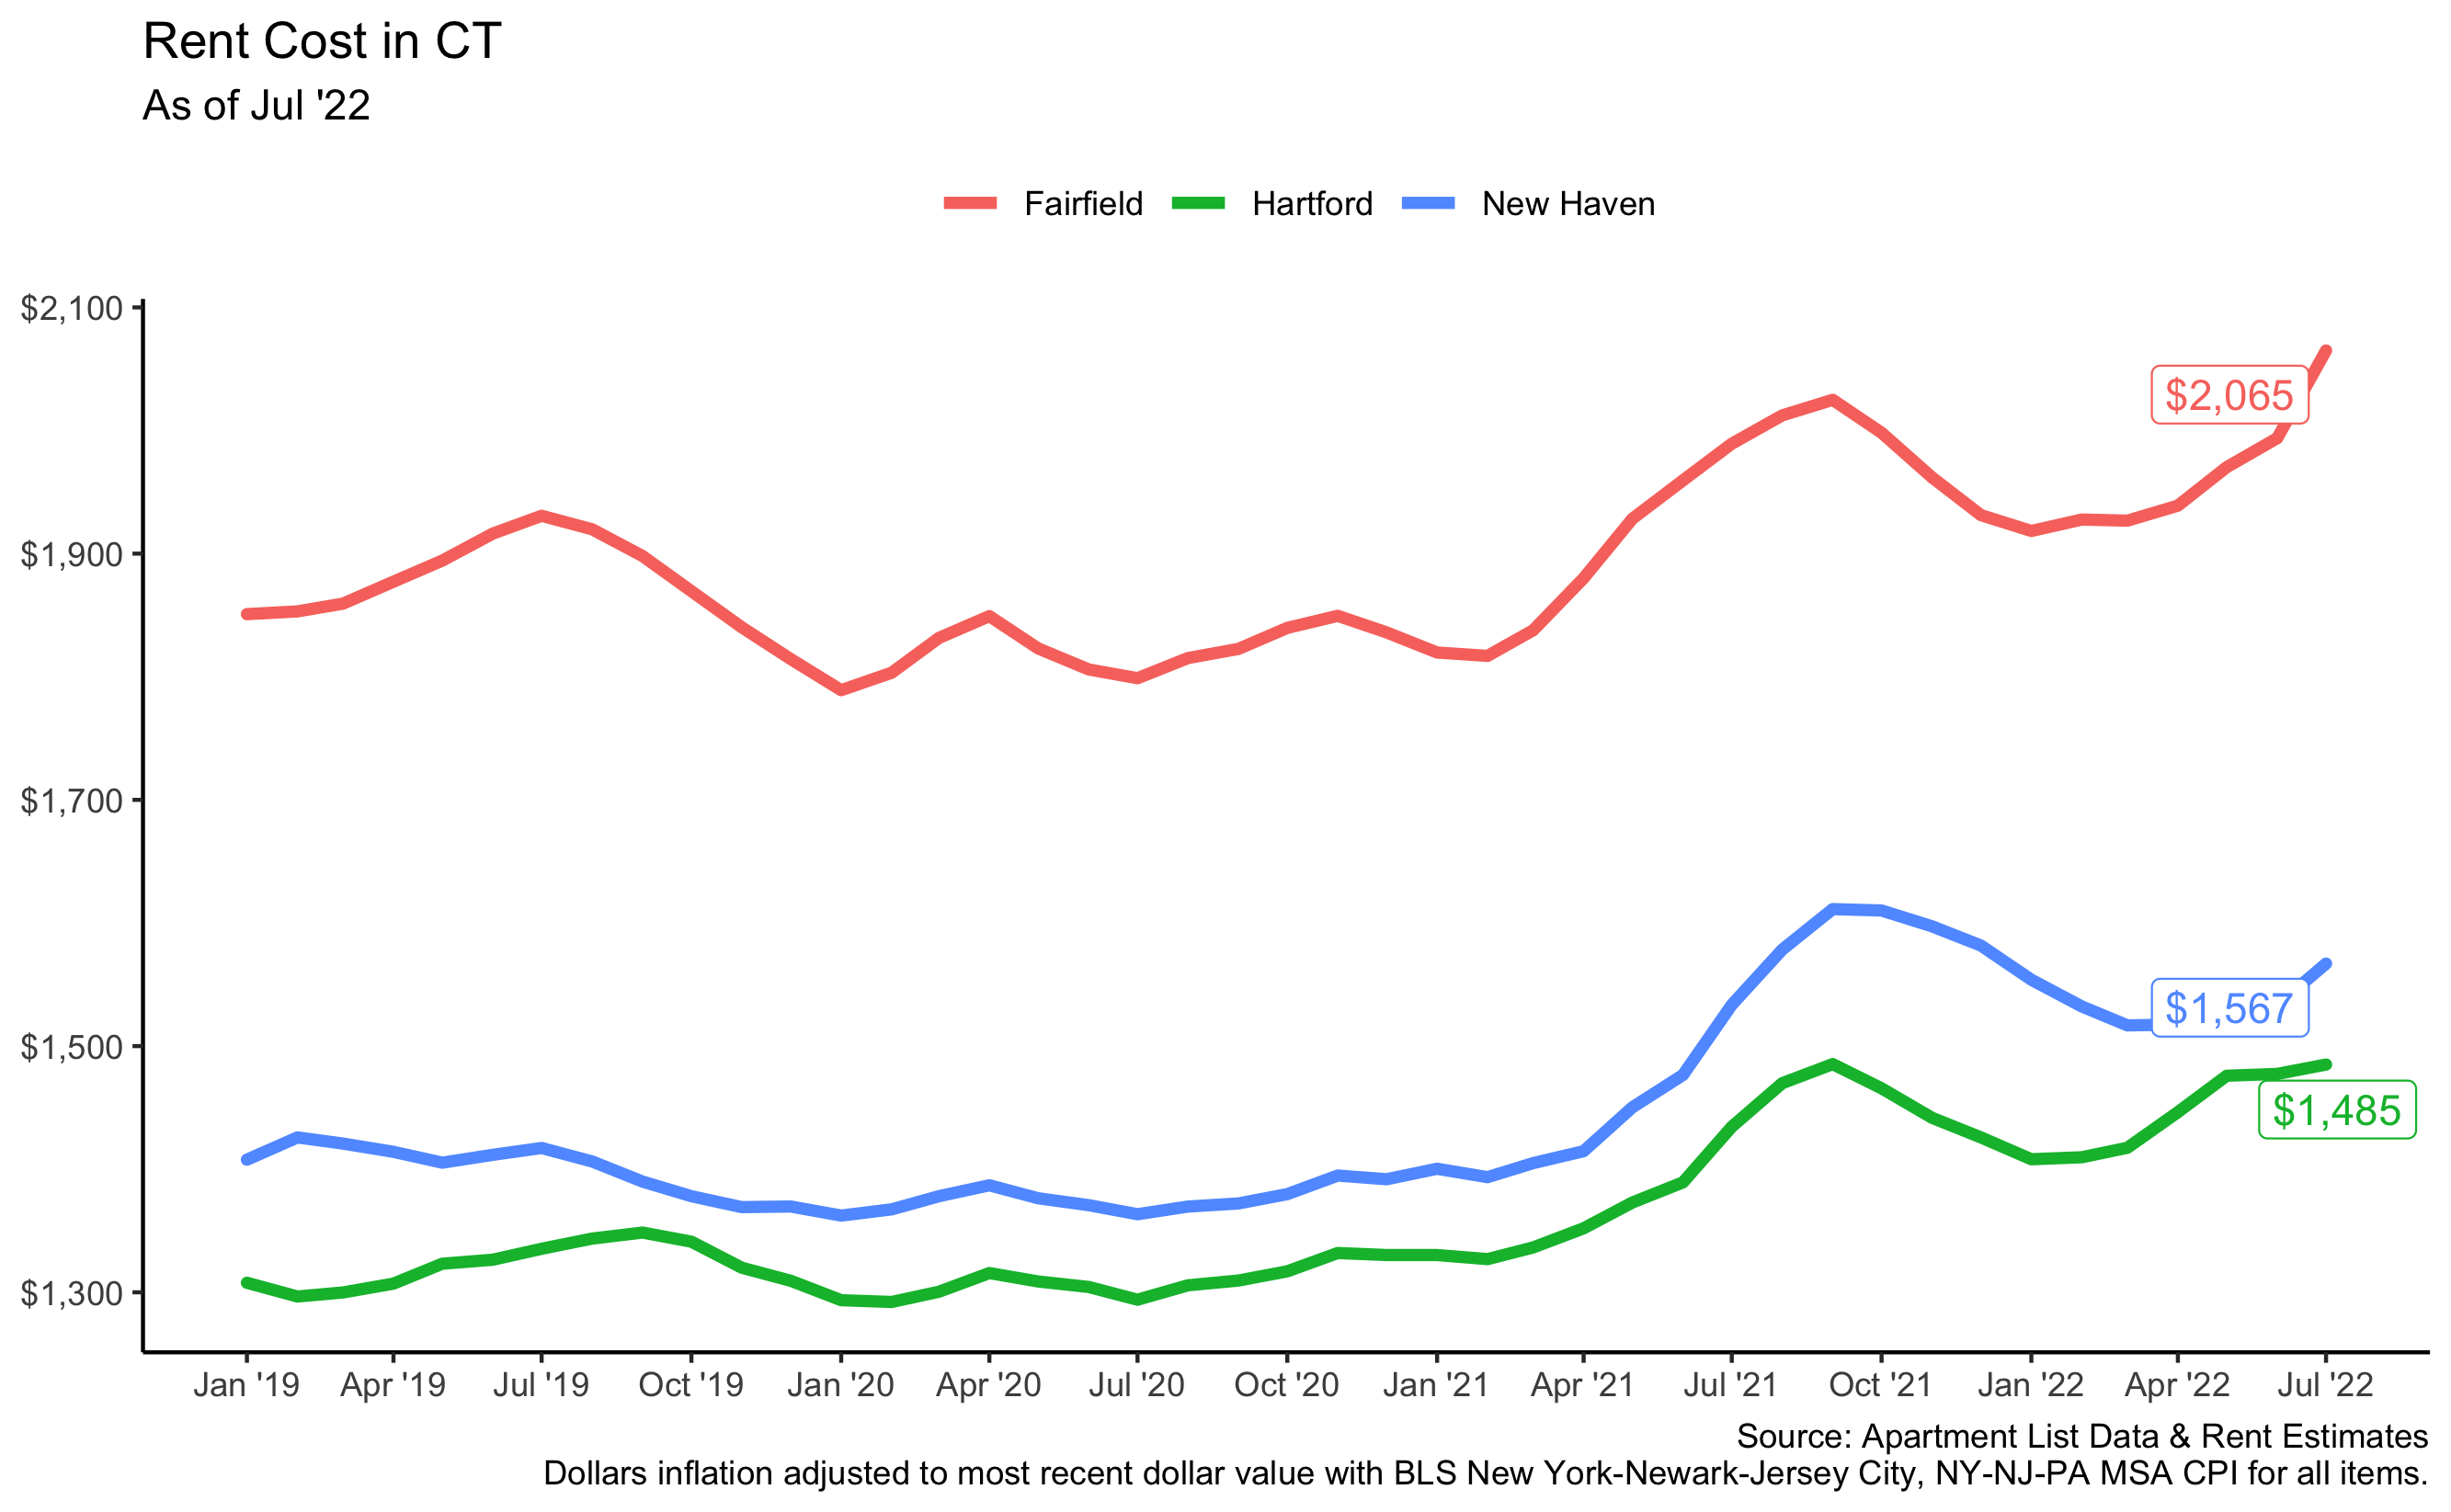 Rent Cost in CT
As of Jul '22
Fairfield Hartford New Haven
$2,100
$1,900
$1,700
$1,500
$1,300
$2,065
$1,567
$1,485
Jan '19 Apr '19 Jul '19 Oct '19 Jan '20 Apr '20 Jul '20 Oct '20 Jan '21 Apr '21 Jul '21 Oct '21 Jan '22 Apr '22 Jul '22
Source: Apartment List Data & Rent Estimates
Dollars inflation adjusted to most recent dollar value with BLS New York-Newark-Jersey City, NY-NJ-PA MSA CPI for all items.